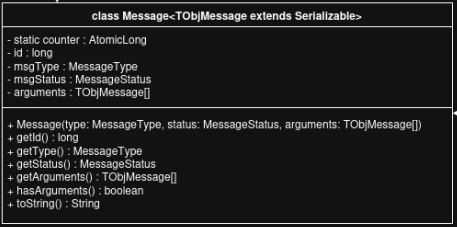 class Message<TObjMessage extends Serializable>
- static counter : AtomicLong
- id : long
- msgType : MessageType
- msgStatus : MessageStatus
- arguments : TObjMessage[]
+ Message(type: MessageType, status: MessageStatus, arguments: TObjMessage[])
+ getId() : long
+ getType() : MessageType
+ getStatus() : MessageStatus
+ getArguments() : TObjMessage[]
+ hasArguments() : boolean
+ toString() : String